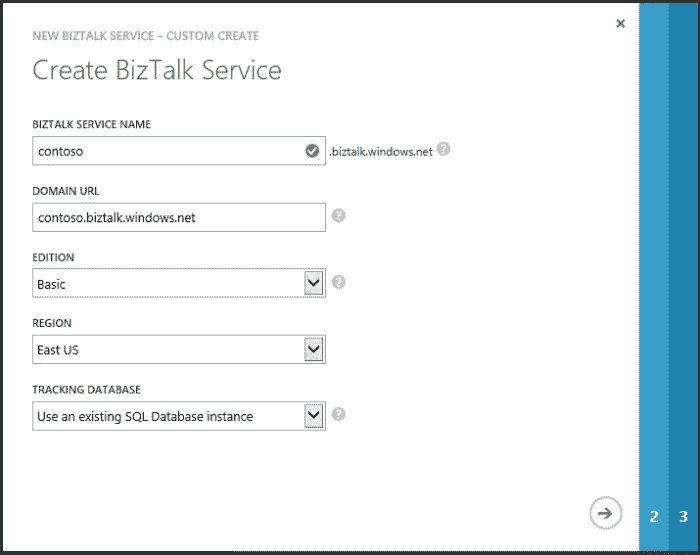 NEW BIZTALK SERVICE – CUSTOM CREATE
Create BizTalk Service
BIZTALK SERVICE NAME
contoso .biztalk.windows.net ?
DOMAIN URL
contoso.biztalk.windows.net ?
EDITION
Basic ?
REGION
East US
TRACKING DATABASE
Use an existing SQL Database instance ?
2 3